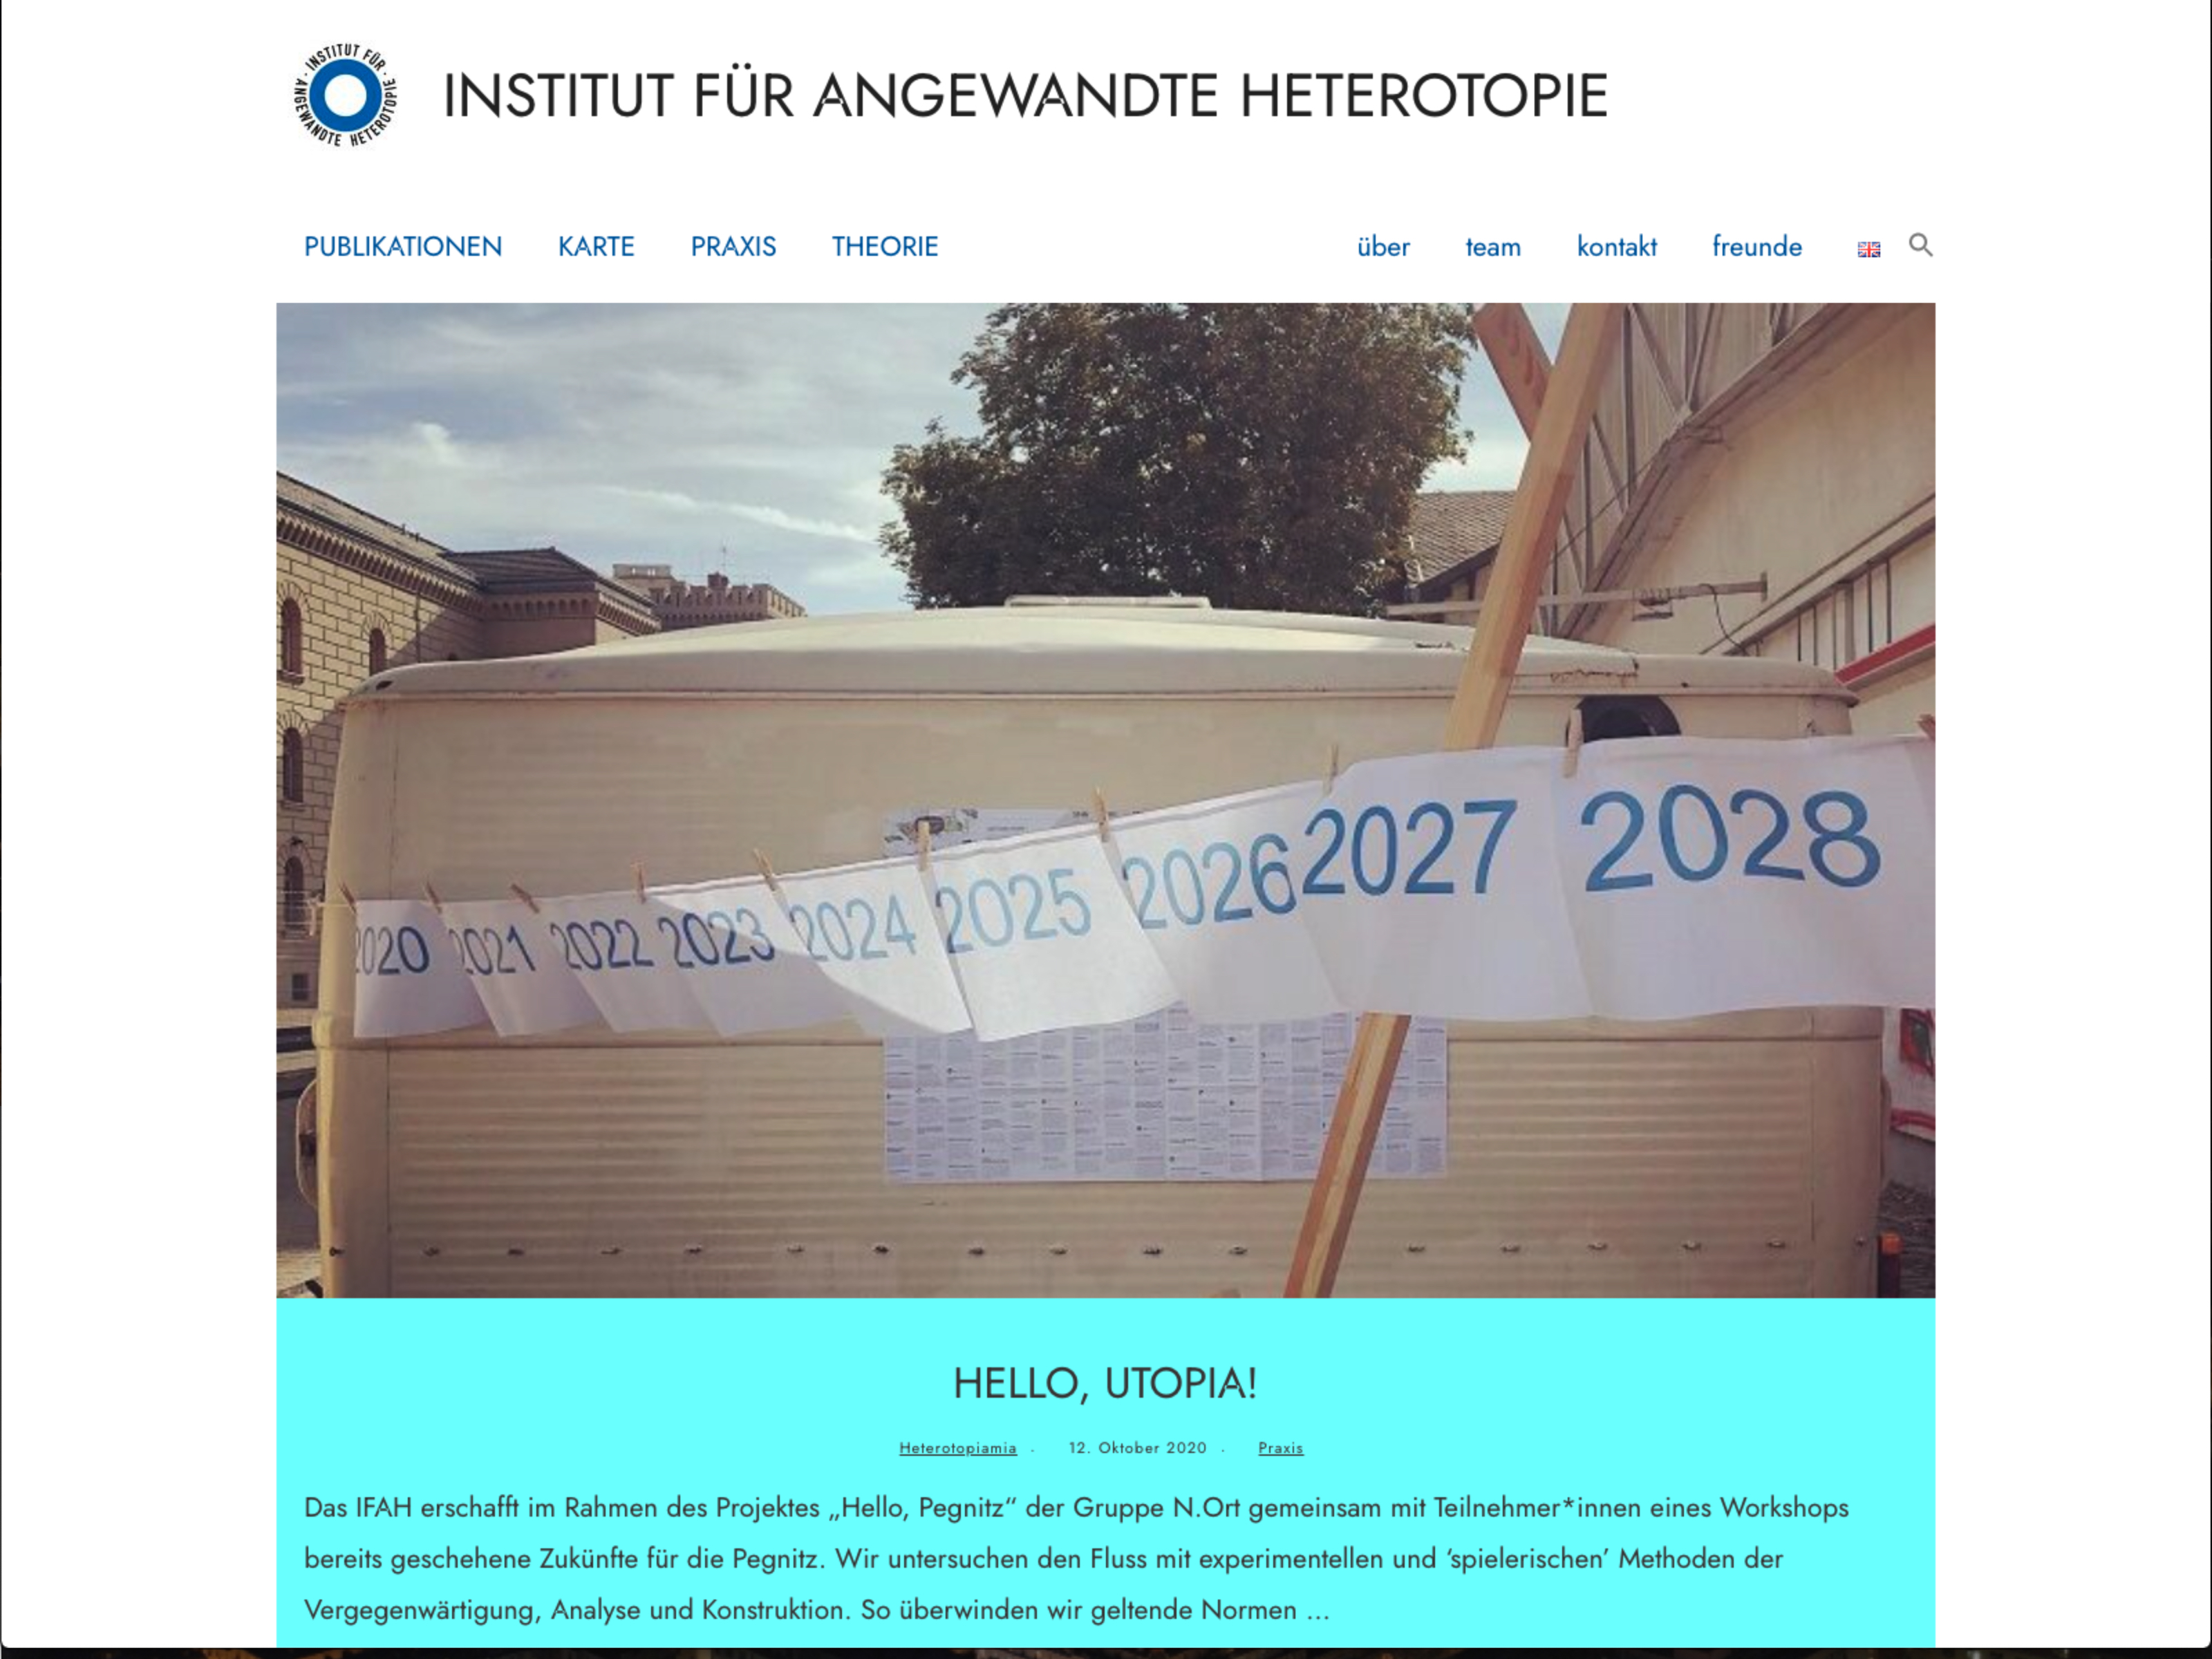 · INSTITUT FÜR · ANGEWANDTE HETEROTOPIE
INSTITUT FÜR ANGEWANDTE HETEROTOPIE
PUBLIKATIONEN KARTE PRAXIS THEORIE über team kontakt freunde
2020 2021 2022 2023 2024 2025 2026 2027 2028
HELLO, UTOPIA!
Heterotopiamia · 12. Oktober 2020 · Praxis
Das IFAH erschafft im Rahmen des Projektes „Hello, Pegnitz“ der Gruppe N.Ort gemeinsam mit Teilnehmer*innen eines Workshops
bereits geschehene Zukünfte für die Pegnitz. Wir untersuchen den Fluss mit experimentellen und ‘spielerischen’ Methoden der
Vergegenwärtigung, Analyse und Konstruktion. So überwinden wir geltende Normen …